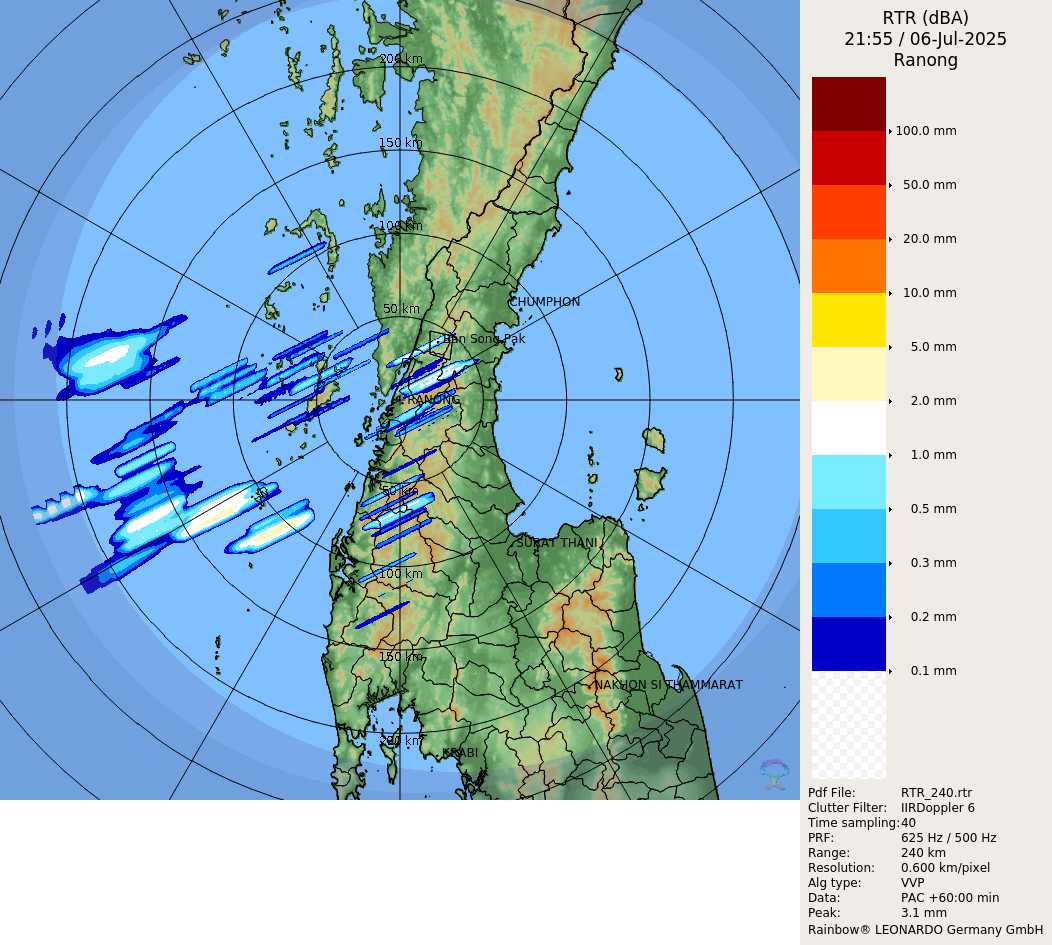 RTR (dBA)
21:55 / 06-Jul-2025
Ranong
100.0 mm
50.0 mm
20.0 mm
10.0 mm
5.0 mm
2.0 mm
1.0 mm
0.5 mm
0.3 mm
0.2 mm
0.1 mm
200 km
150 km
100 km
50 km
CHUMPHON
Ban Song Pak
RANONG
50 km
SURAT THANI
100 km
150 km
NAKHON SI THAMMARAT
200 km
KRABI
Pdf File: RTR_240.rtr
Clutter Filter: IIRDoppler 6
Time sampling: 40
PRF: 625 Hz / 500 Hz
Range: 240 km
Resolution: 0.600 km/pixel
Alg type: VVP
Data: PAC +60:00 min
Peak: 3.1 mm
Rainbow® LEONARDO Germany GmbH